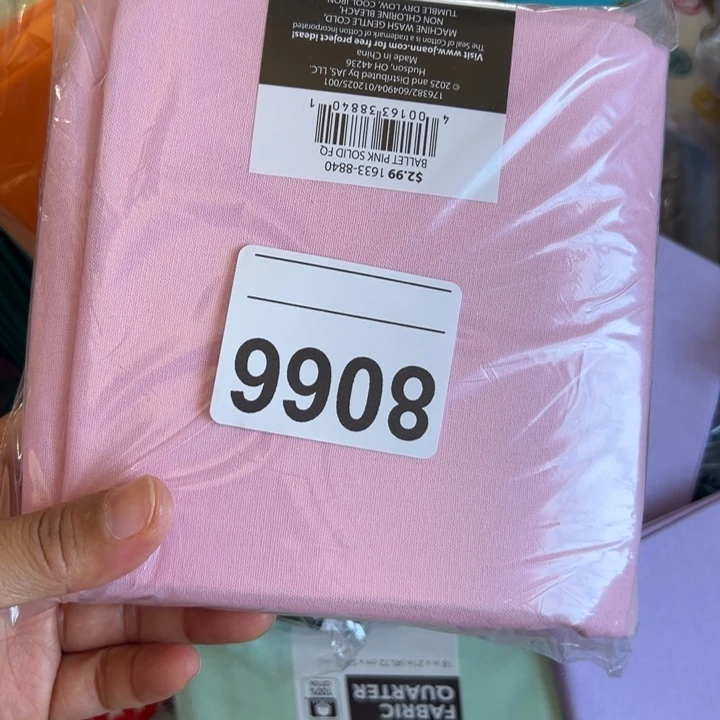 FABRIC
QUARTER
100%
COTTON
8066
$2.99 1633-8840
BALLET PINK SOLID FQ
4 00163 38840 1
176382/604904/012025/001
© 2025 and Distributed by JAS, LLC.
Hudson, OH 44236
Made in China
Visit www.joann.com for free project ideas!
The Seal of Cotton is a trademark of Cotton Incorporated
MACHINE WASH GENTLE COLD,
NON CHLORINE BLEACH,
TUMBLE DRY LOW, COOL IRON